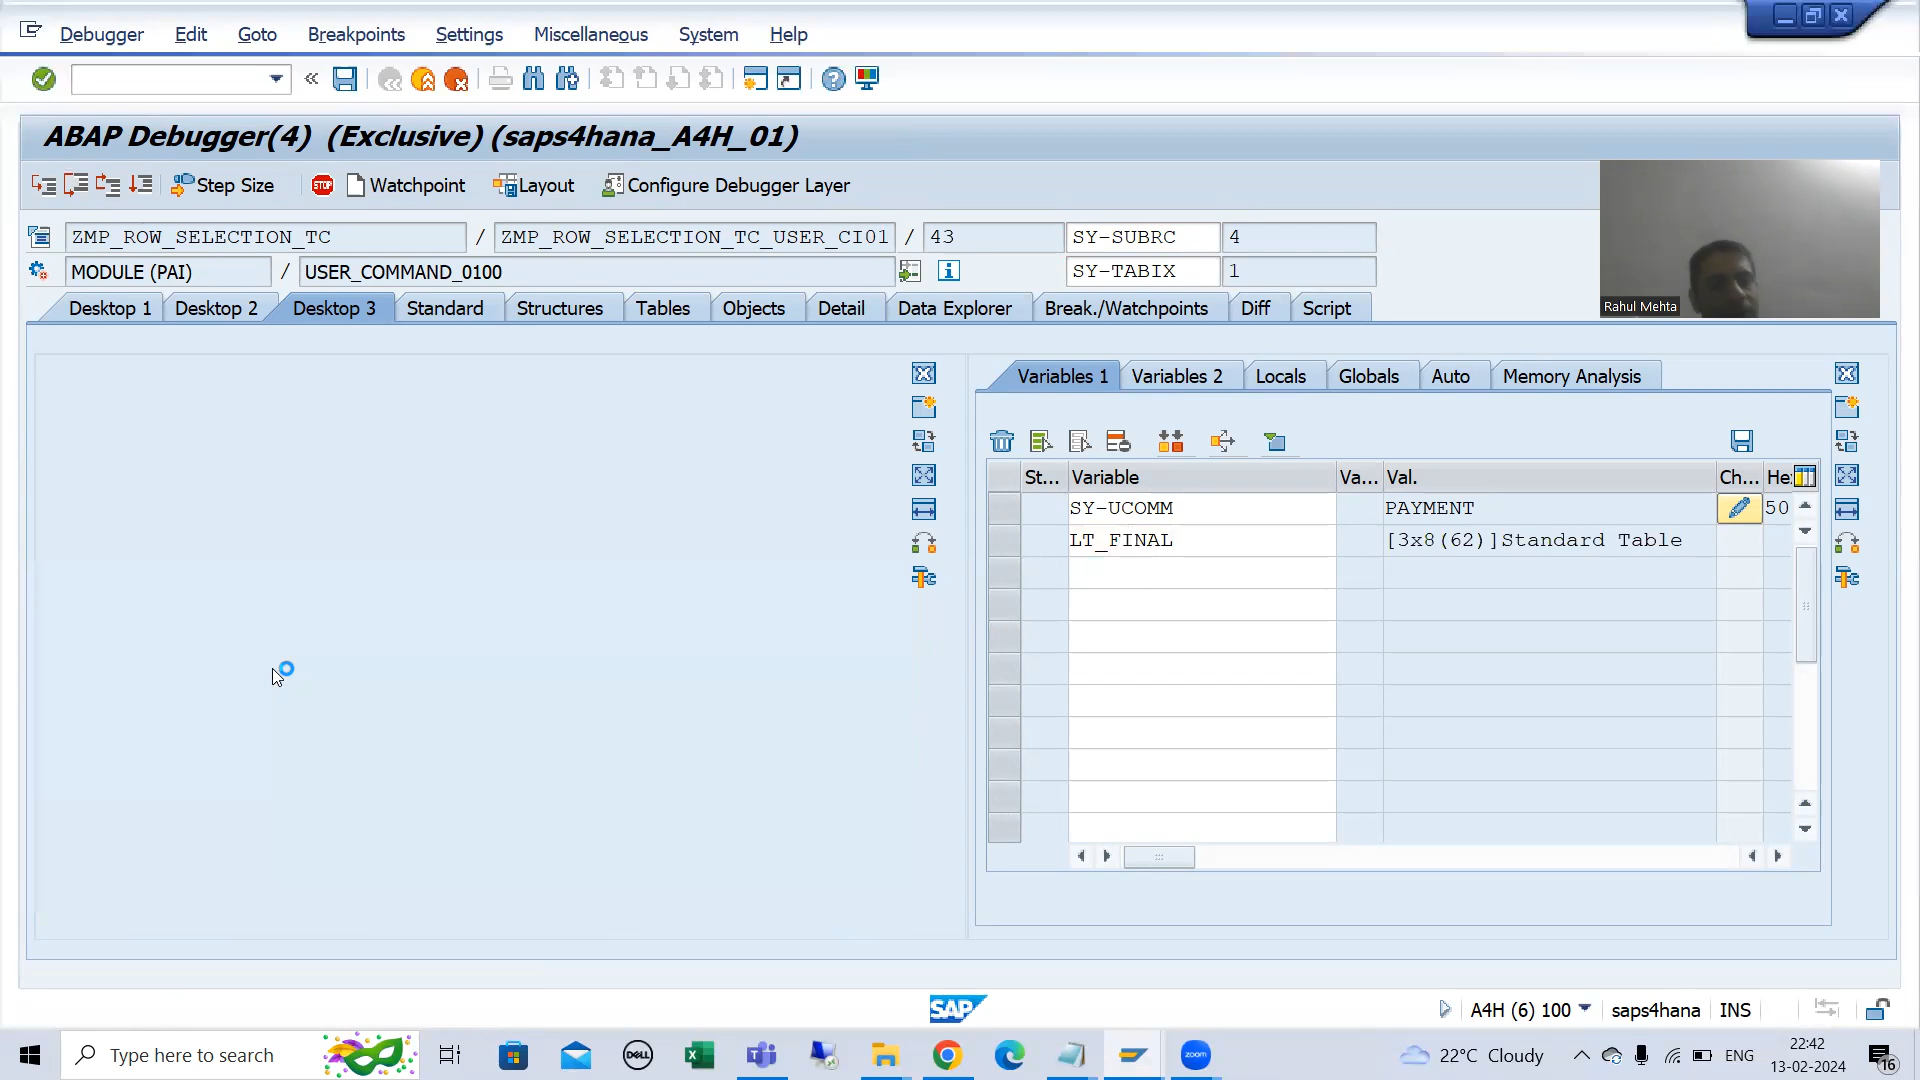 Debugger Edit Goto Breakpoints Settings Miscellaneous System Help
ABAP Debugger(4) (Exclusive) (saps4hana_A4H_01)
Step Size STOP Watchpoint Layout Configure Debugger Layer
ZMP_ROW_SELECTION_TC / ZMP_ROW_SELECTION_TC_USER_CI01 / 43 SY-SUBRC 4
MODULE (PAI) / USER_COMMAND_0100 SY-TABIX 1
Rahul Mehta
Desktop 1 Desktop 2 Desktop 3 Standard Structures Tables Objects Detail Data Explorer Break./Watchpoints Diff Script
Variables 1 Variables 2 Locals Globals Auto Memory Analysis
St... Variable Va... Val. Ch... He
SY-UCOMM PAYMENT 50
LT_FINAL [3x8(62)]Standard Table
SAP A4H (6) 100 saps4hana INS
Type here to search DELL zoom 22°C Cloudy ENG 22:42
13-02-2024 16